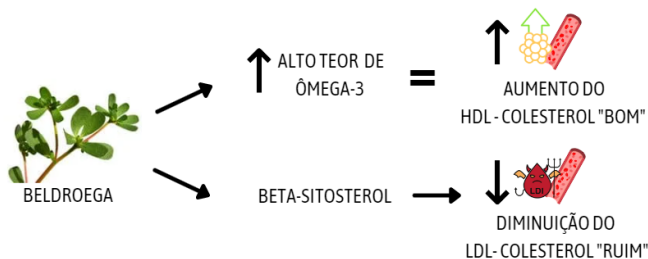 ALTO TEOR DE
ÔMEGA-3
=
AUMENTO DO
HDL - COLESTEROL "BOM"
BELDROEGA
BETA-SITOSTEROL
LDL
DIMINUIÇÃO DO
LDL- COLESTEROL "RUIM"